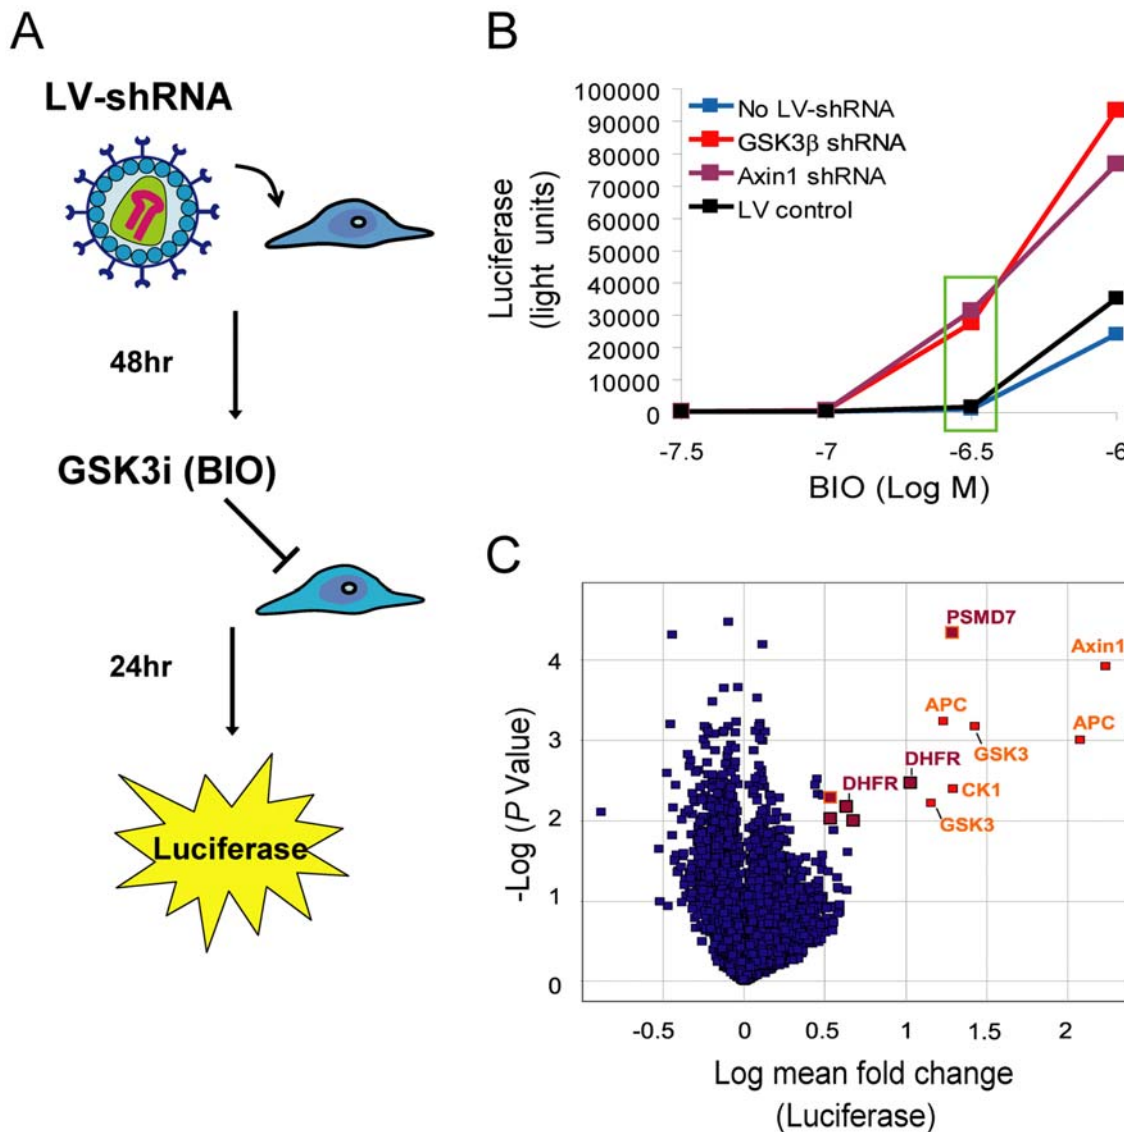 A
LV-shRNA
48hr
GSK3i (BIO)
24hr
Luciferase
B
Luciferase
(light units)
100000
90000
80000
70000
60000
50000
40000
30000
20000
10000
0
No LV-shRNA
GSK3β shRNA
Axin1 shRNA
LV control
-7.5
-7
-6.5
-6
BIO (Log M)
C
-Log (P Value)
4
3
2
1
0
PSMD7
Axin1
APC
APC
GSK3
DHFR
DHFR
CK1
GSK3
-0.5
0
0.5
1
1.5
2
Log mean fold change
(Luciferase)